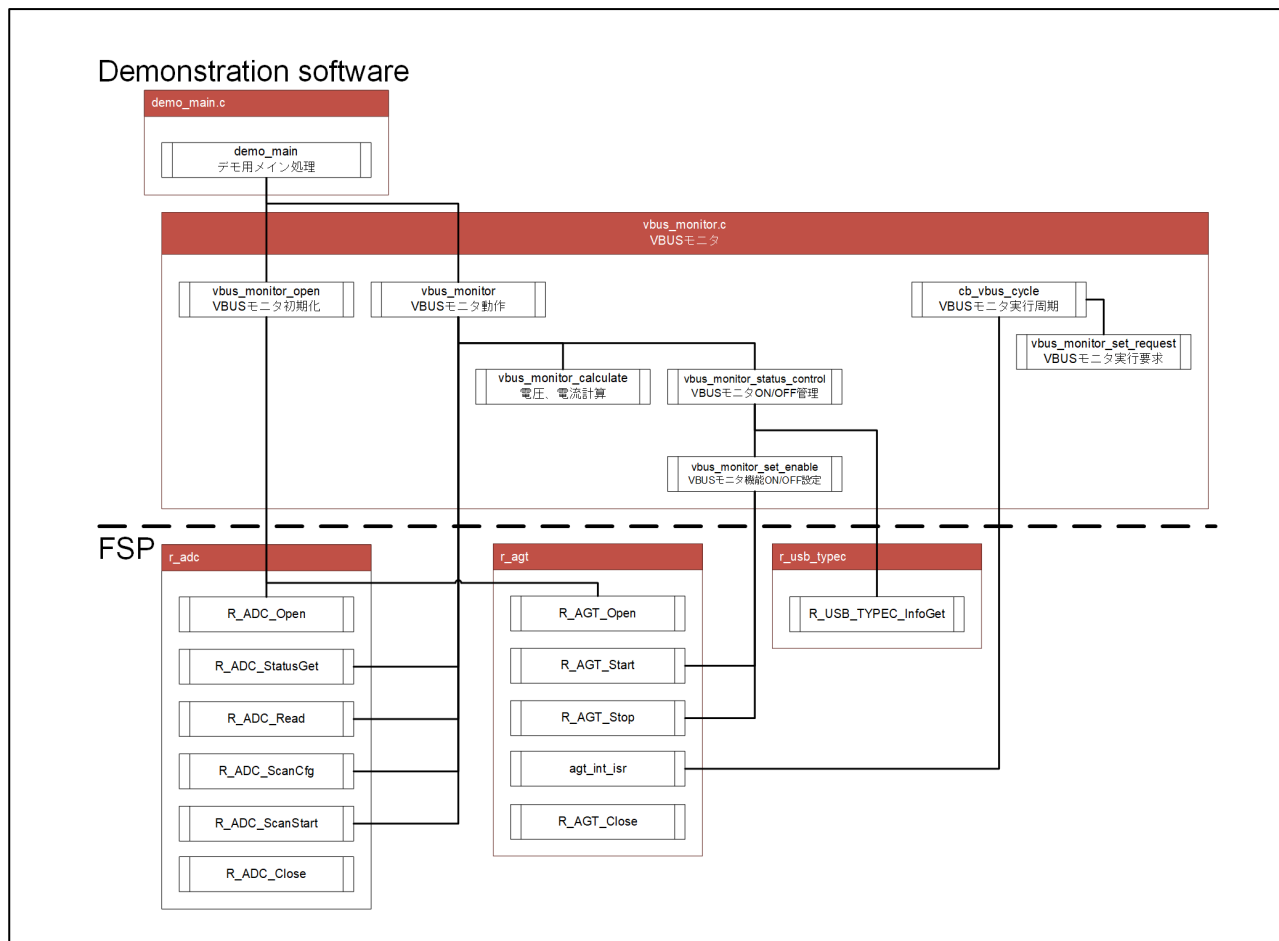 Demonstration software
demo_main.c
demo_main
デモ用メイン処理
vbus_monitor.c
VBUSモニタ
vbus_monitor_open
VBUSモニタ初期化
vbus_monitor
VBUSモニタ動作
cb_vbus_cycle
VBUSモニタ実行周期
vbus_monitor_set_request
VBUSモニタ実行要求
vbus_monitor_calculate
電圧、電流計算
vbus_monitor_status_control
VBUSモニタON/OFF管理
vbus_monitor_set_enable
VBUSモニタ機能ON/OFF設定
FSP
r_adc
R_ADC_Open
R_ADC_StatusGet
R_ADC_Read
R_ADC_ScanCfg
R_ADC_ScanStart
R_ADC_Close
r_agt
R_AGT_Open
R_AGT_Start
R_AGT_Stop
agt_int_isr
R_AGT_Close
r_usb_typec
R_USB_TYPEC_InfoGet